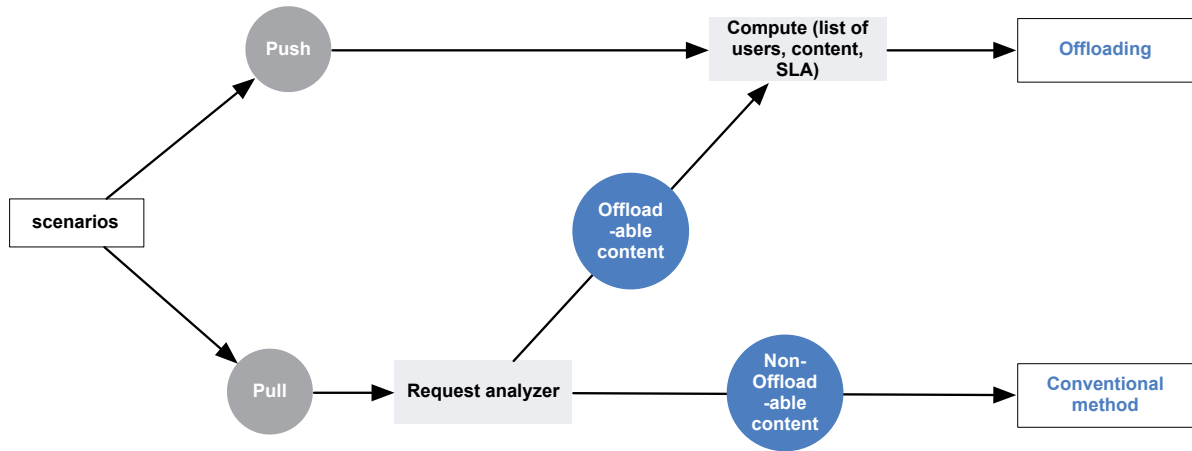 Push
Compute (list of
users, content,
SLA)
Offloading
scenarios
Offload
-able
content
Pull
Request analyzer
Non-
Offload
-able
content
Conventional
method